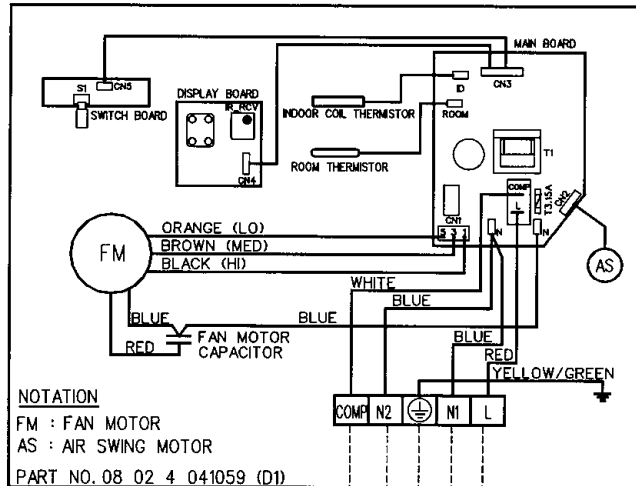 MAIN BOARD
CN5
S1
SWITCH BOARD
DISPLAY BOARD
IR_RCV
CN4
INDOOR COIL THERMISTOR
ROOM THERMISTOR
ID
CN3
ROOM
T1
COMP
L
T3.15A
CN2
CN1
5 3 1
N
N
AS
FM
ORANGE (LO)
BROWN (MED)
BLACK (HI)
WHITE
BLUE
BLUE
BLUE
FAN MOTOR
CAPACITOR
RED
BLUE
RED
YELLOW/GREEN
COMP N2 N1 L
NOTATION
FM : FAN MOTOR
AS : AIR SWING MOTOR
PART NO. 08 02 4 041059 (D1)